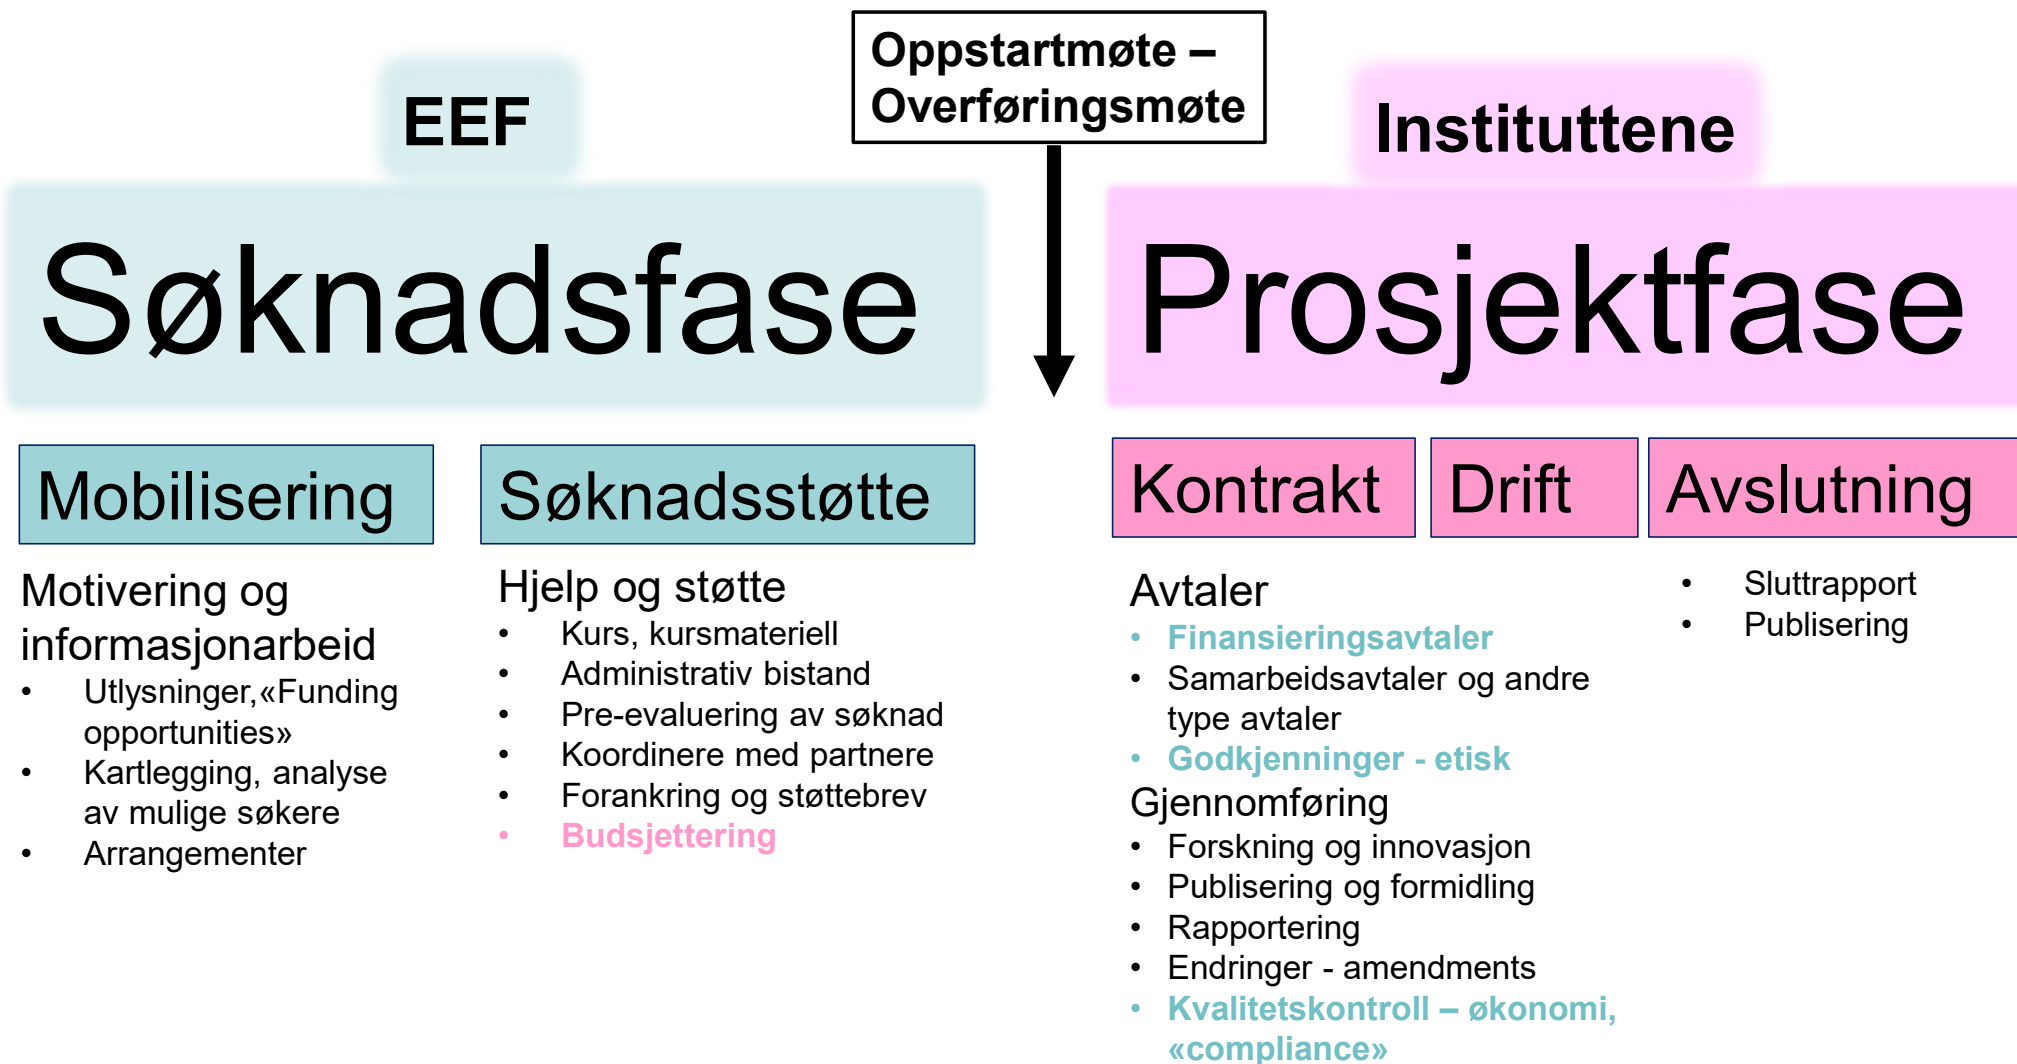 EEF
Oppstartmøte –
Overføringsmøte
Instituttene
Søknadsfase
Prosjektfase
Mobilisering
Motivering og
informasjonarbeid
• Utlysninger,«Funding
opportunities»
• Kartlegging, analyse
av mulige søkere
• Arrangementer
Søknadsstøtte
Hjelp og støtte
• Kurs, kursmateriell
• Administrativ bistand
• Pre-evaluering av søknad
• Koordinere med partnere
• Forankring og støttebrev
• Budsjettering
Kontrakt
Drift
Avslutning
Avtaler
• Finansieringsavtaler
• Samarbeidsavtaler og andre
type avtaler
• Godkjenninger - etisk
Gjennomføring
• Forskning og innovasjon
• Publisering og formidling
• Rapportering
• Endringer - amendments
• Kvalitetskontroll – økonomi,
«compliance»
• Sluttrapport
• Publisering